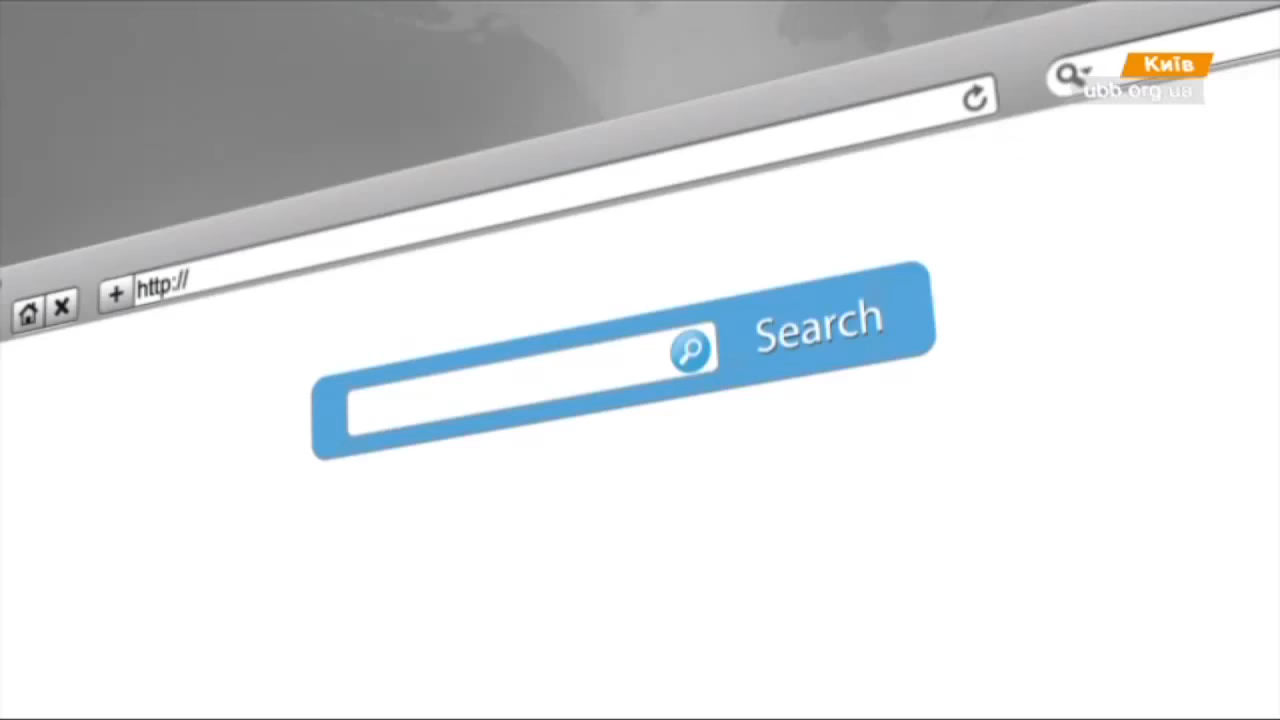 Київ
ubb.org.ua
http://
Search